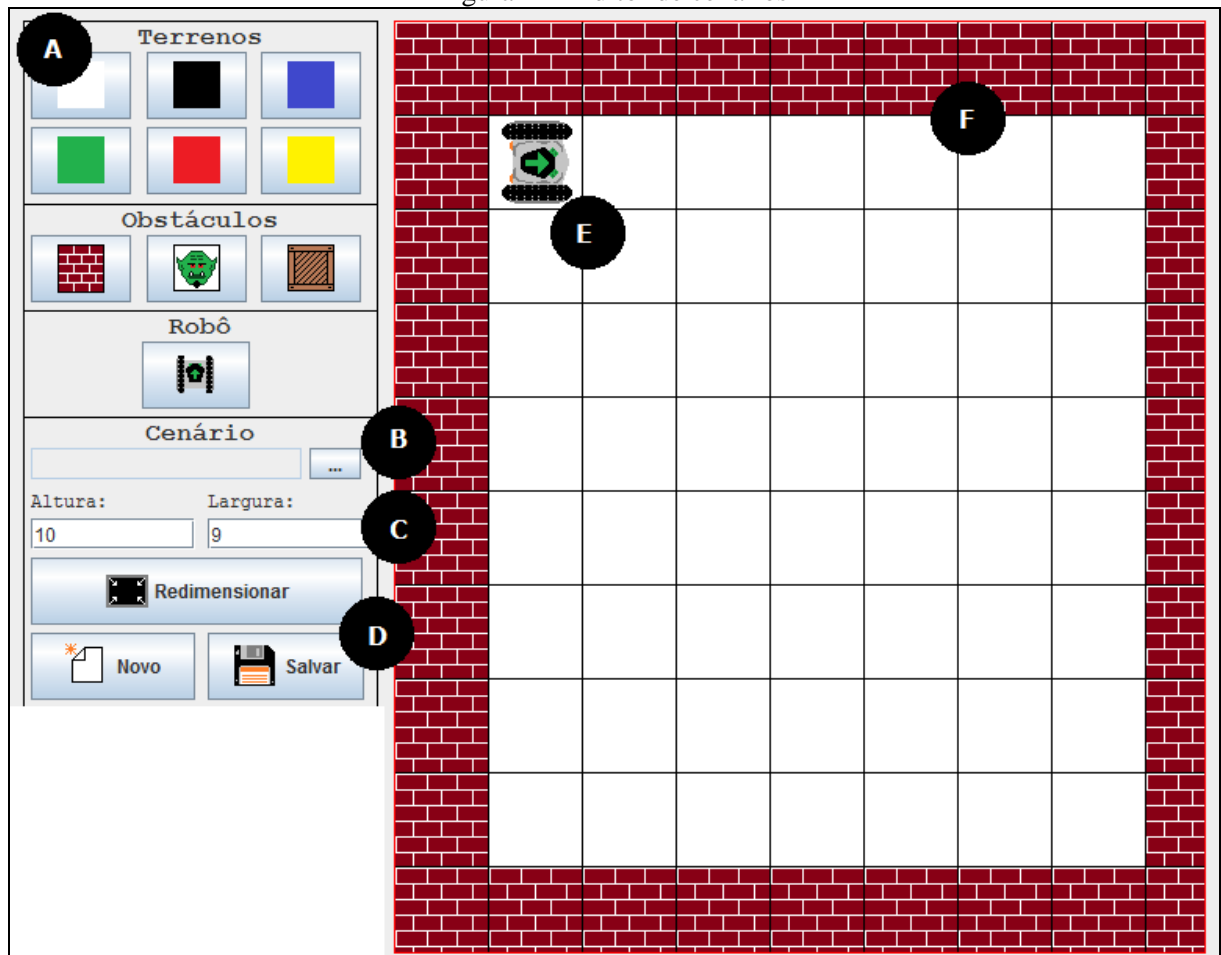 A
Terrenos
Obstáculos
Robô
Cenário
B
...
Altura:
Largura:
10
9
C
Redimensionar
D
Novo
Salvar
E
F